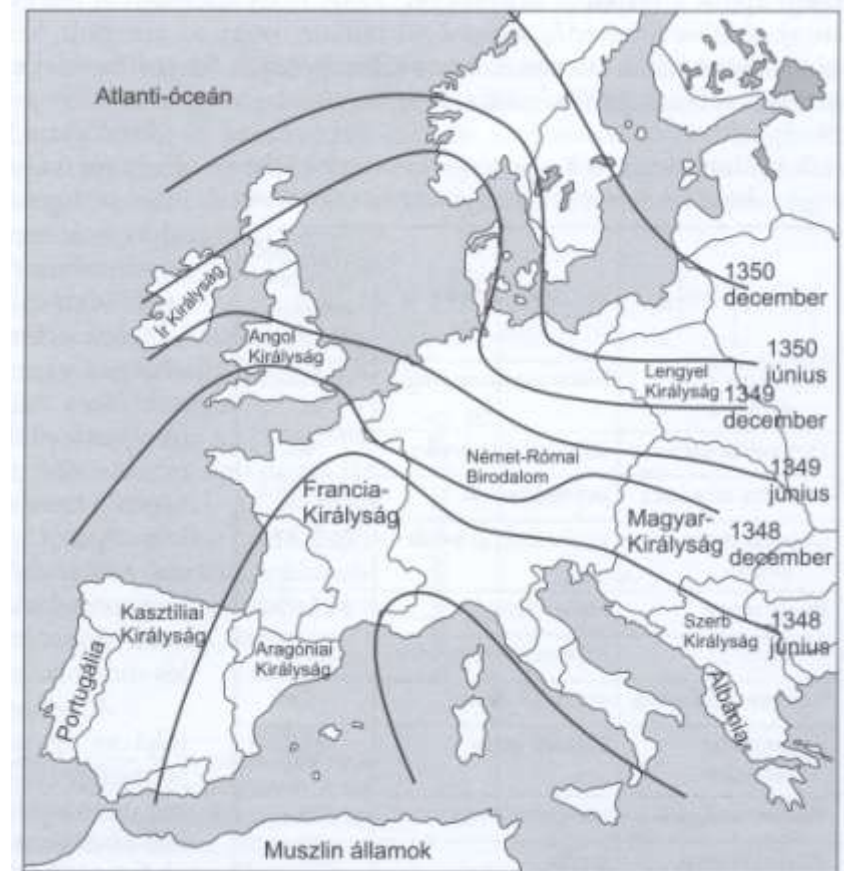 Atlanti-óceán
Ír Királyság
Angol
Királyság
1350
december
1350
június
Lengyel
Királyság
1349
december
Német-Római
Birodalom
1349
június
Francia-
Királyság
Magyar-
Királyság
1348
december
Kasztíliai
Királyság
Portugália
Aragóniai
Királyság
Szerb
Királyság
1348
június
Albánia
Muszlin államok